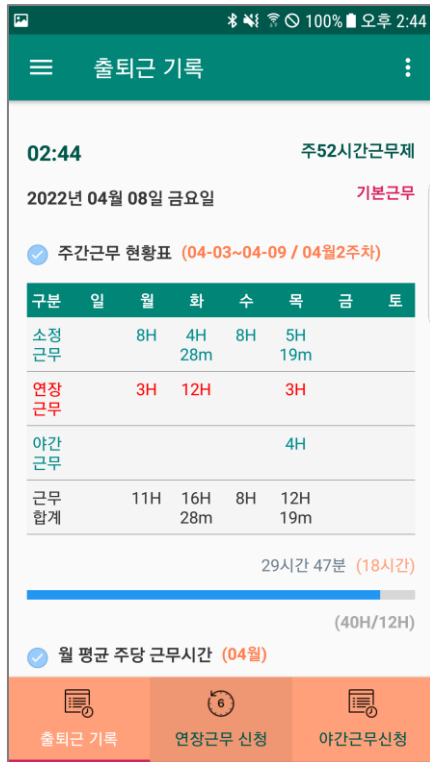 100% 오후 2:44
출퇴근 기록
02:44 주52시간근무제
2022년 04월 08일 금요일 기본근무
주간근무 현황표 (04-03~04-09 / 04월2주차)
구분 일 월 화 수 목 금 토
소정 8H 4H 8H 5H
근무 28m 19m
연장 3H 12H 3H
근무
야간 4H
근무
근무 11H 16H 8H 12H
합계 28m 19m
29시간 47분 (18시간)
(40H/12H)
월 평균 주당 근무시간 (04월)
6
출퇴근 기록 연장근무 신청 야간근무신청